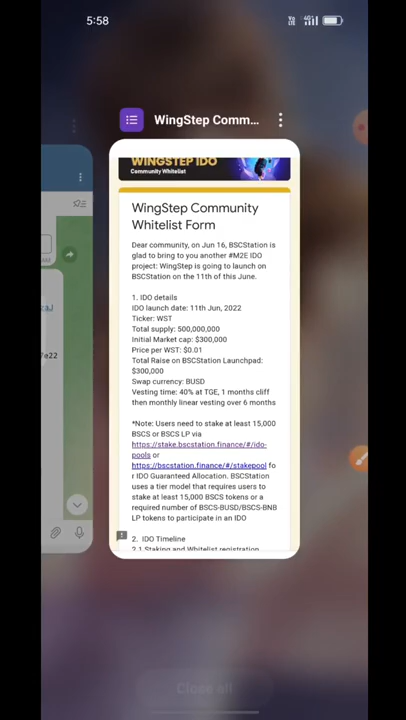 5:58
WingStep Comm...
WINGSTEP IDO
Community Whitelist
WingStep Community
Whitelist Form
Dear community, on Jun 16, BSCStation is
glad to bring to you another #M2E IDO
project: WingStep is going to launch on
BSCStation on the 11th of this June.
1. IDO details
IDO launch date: 11th Jun, 2022
Ticker: WST
Total supply: 500,000,000
Initial Market cap: $300,000
Price per WST: $0.01
Total Raise on BSCStation Launchpad:
$300,000
Swap currency: BUSD
Vesting time: 40% at TGE, 1 months cliff
then monthly linear vesting over 6 months
*Note: Users need to stake at least 15,000
BSCS or BSCS LP via
https://stake.bscstation.finance/#/ido-
pools or
https://bscstation.finance/#/stakepool fo
r IDO Guaranteed Allocation. BSCStation
uses a tier model that requires users to
stake at least 15,000 BSCS tokens or a
required number of BSCS-BUSD/BSCS-BNB
LP tokens to participate in an IDO
2. IDO Timeline
2.1 Staking and Whitelist registration
7e22
Close all